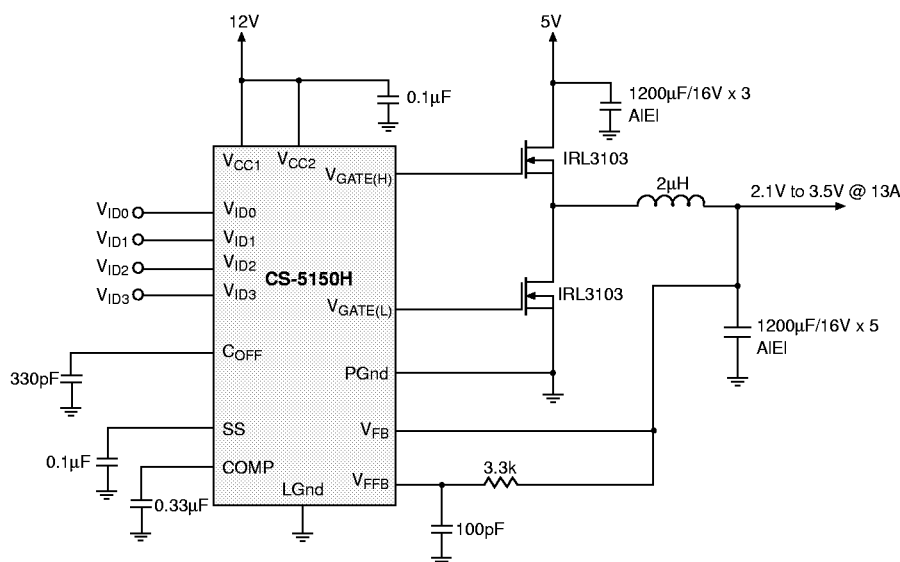 12V
5V
0.1µF
1200µF/16V x 3
AlEl
VCC1
VCC2
VGATE(H)
IRL3103
2µH
2.1V to 3.5V @ 13A
VID0
VID0
VID1
VID1
VID2
VID2
CS-5150H
VID3
VID3
VGATE(L)
IRL3103
1200µF/16V x 5
AlEl
COFF
330pF
PGnd
SS
VFB
0.1µF
COMP
3.3k
VFFB
0.33µF
LGnd
100pF